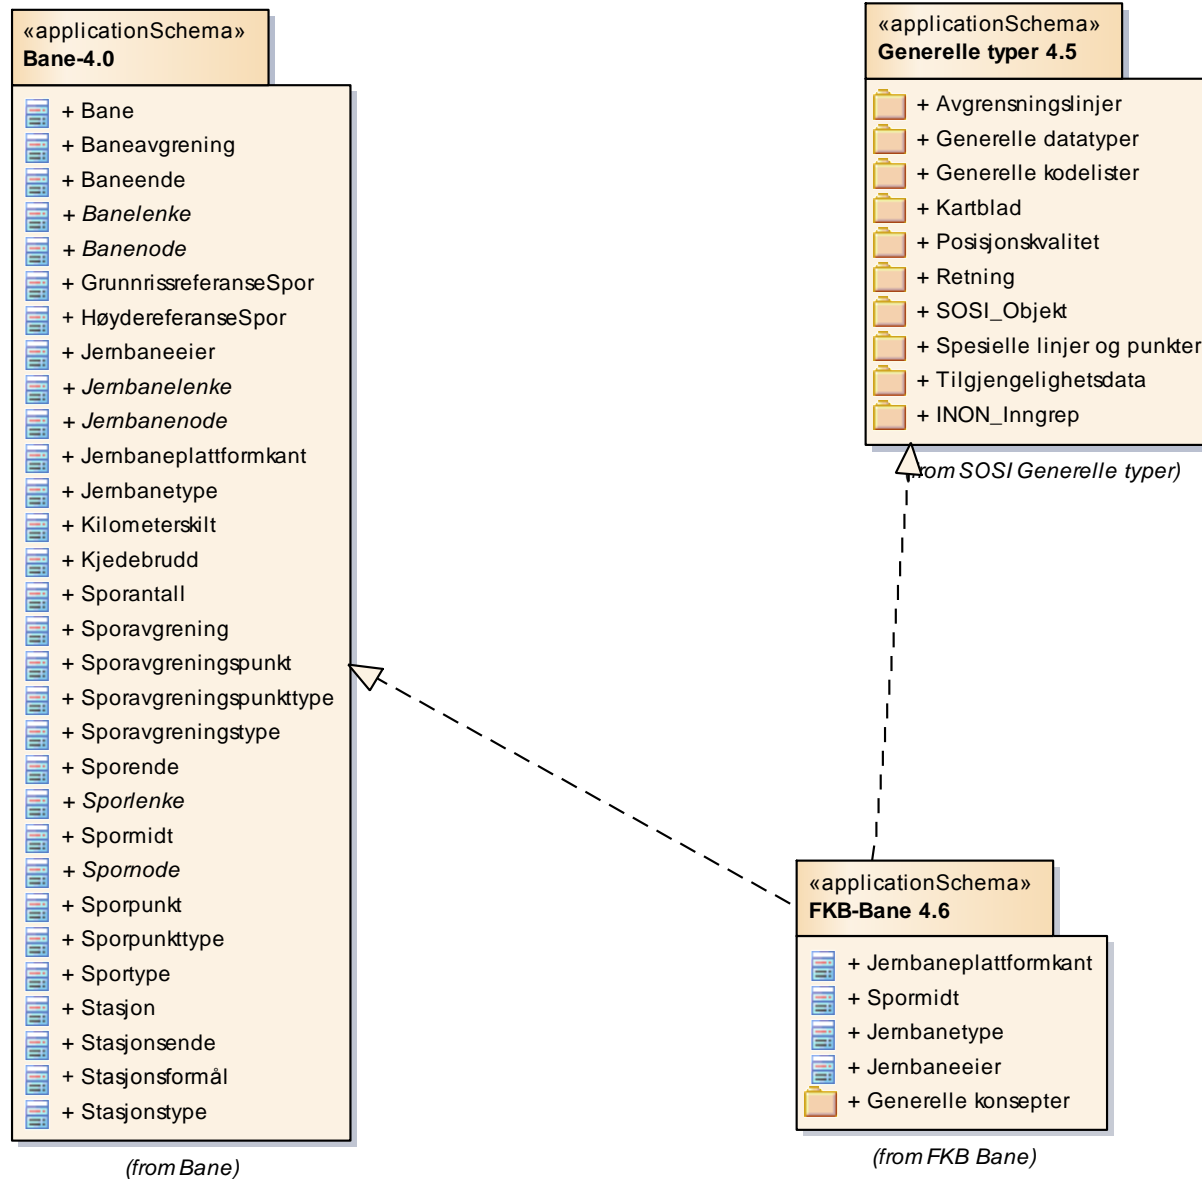 «applicationSchema»
Bane-4.0
+ Bane
+ Baneavgrening
+ Baneende
+ Banelenke
+ Banenode
+ GrunnrissreferanseSpor
+ HøydereferanseSpor
+ Jernbaneeier
+ Jernbanelenke
+ Jernbanenode
+ Jernbaneplattformkant
+ Jernbanetype
+ Kilometerskilt
+ Kjedebrudd
+ Sporantall
+ Sporavgrening
+ Sporavgreningspunkt
+ Sporavgreningspunkttype
+ Sporavgreningstype
+ Sporende
+ Sporlenke
+ Spormidt
+ Spornode
+ Sporpunkt
+ Sporpunkttype
+ Sportype
+ Stasjon
+ Stasjonsende
+ Stasjonsformål
+ Stasjonstype
(from Bane)
«applicationSchema»
Generelle typer 4.5
+ Avgrensningslinjer
+ Generelle datatyper
+ Generelle kodelister
+ Kartblad
+ Posisjonskvalitet
+ Retning
+ SOSI_Objekt
+ Spesielle linjer og punkter
+ Tilgjengelighetsdata
+ INON_Inngrep
(from SOSI Generelle typer)
«applicationSchema»
FKB-Bane 4.6
+ Jernbaneplattformkant
+ Spormidt
+ Jernbanetype
+ Jernbaneeier
+ Generelle konsepter
(from FKB Bane)